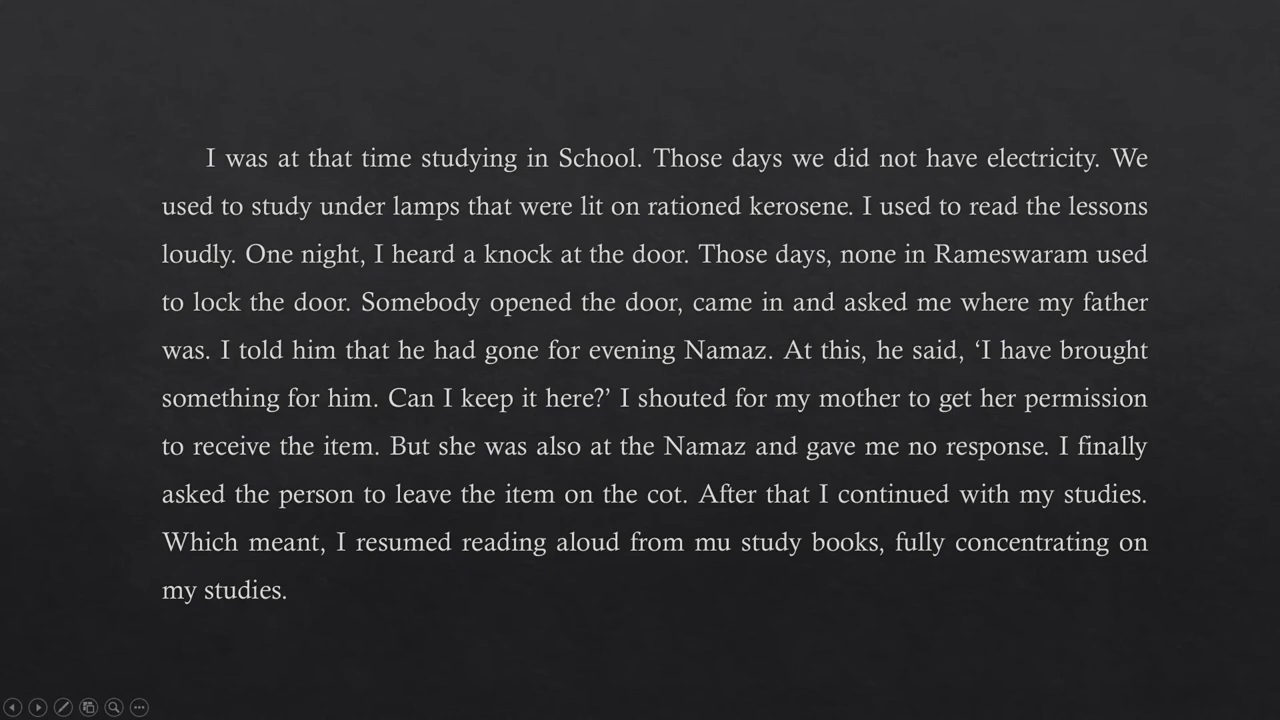 I was at that time studying in School. Those days we did not have electricity. We
used to study under lamps that were lit on rationed kerosene. I used to read the lessons
loudly. One night, I heard a knock at the door. Those days, none in Rameswaram used
to lock the door. Somebody opened the door, came in and asked me where my father
was. I told him that he had gone for evening Namaz. At this, he said, ‘I have brought
something for him. Can I keep it here?’ I shouted for my mother to get her permission
to receive the item. But she was also at the Namaz and gave me no response. I finally
asked the person to leave the item on the cot. After that I continued with my studies.
Which meant, I resumed reading aloud from mu study books, fully concentrating on
my studies.